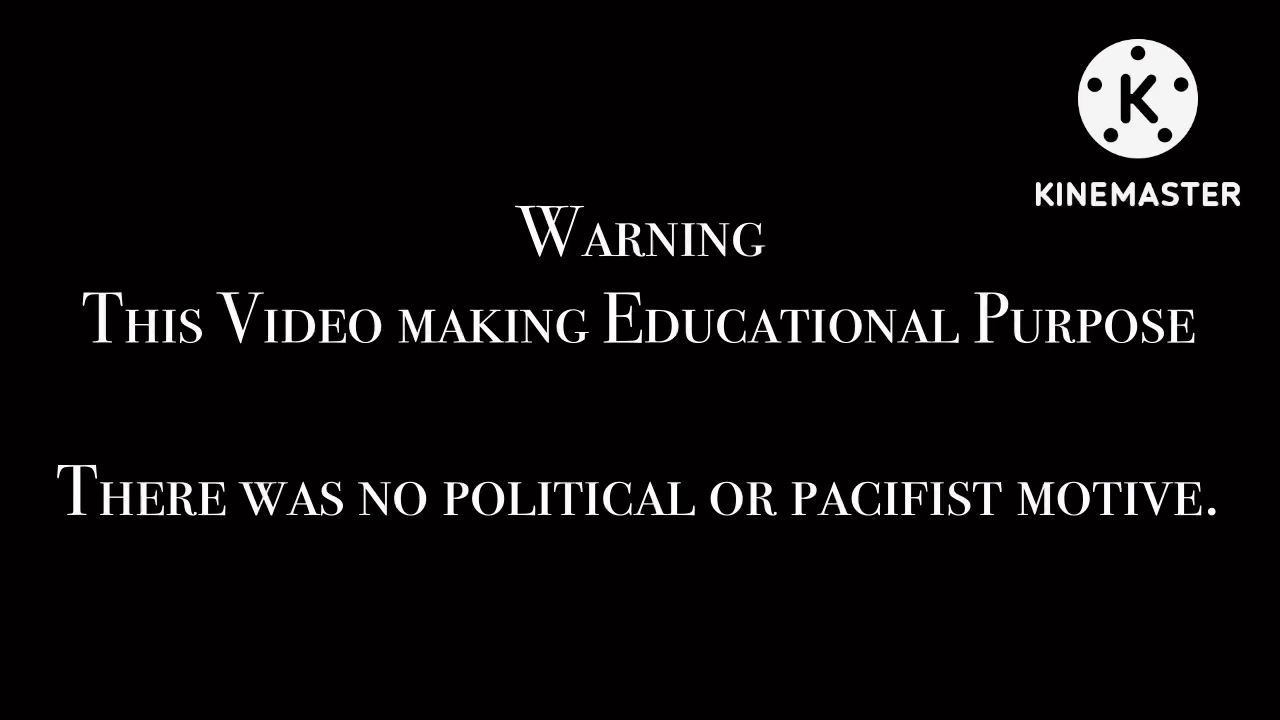 K
KINEMASTER
Warning
This Video making Educational Purpose
There was no political or pacifist motive.